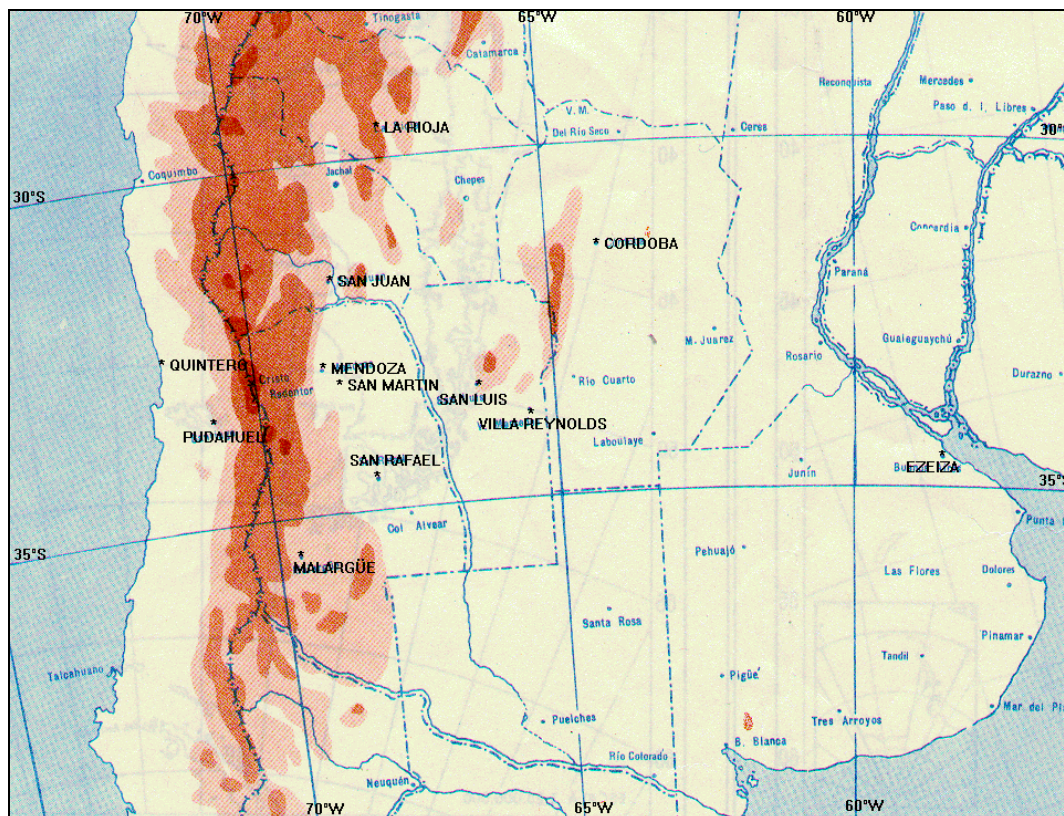 70°W
65°W
60°W
Tinogasta
Catamarca
Reconquista
Mercedes
V. M.
Paso d. l. Libres
LA RIOJA
Del Río Seco
Ceres
30°
Coquimbo
Jachal
Chepes
30°S
Concordia
CORDOBA
Paraná
SAN JUAN
M. Juarez
Rosario
Gualeguaychú
QUINTERO
MENDOZA
Cristo
Redentor
SAN MARTIN
Río Cuarto
Durazno
SAN LUIS
PUDAHUEL
VILLA REYNOLDS
Laboulaye
SAN RAFAEL
Junín
EZEIZA
35°S
Col Alvear
Punta
35°S
Pehuajó
MALARGÜE
Las Flores
Dolores
Santa Rosa
Pinamar
Talcahuano
Tandil
Pigüe
Puelches
Tres Arroyos
Mar del Pl
B. Blanca
Río Colorado
Neuquén
70°W
65°W
60°W